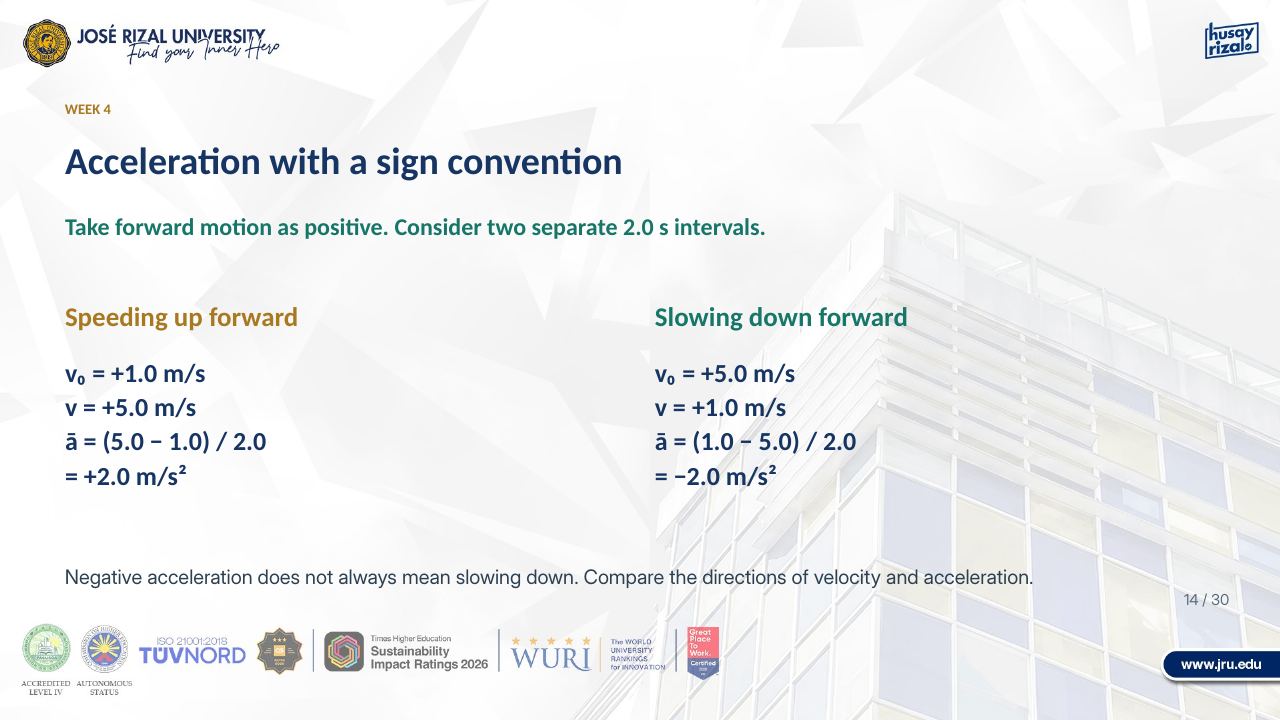 JOSÉ RIZAL UNIVERSITY
Find your Inner Hero
husay
rizal
WEEK 4
Acceleration with a sign convention
Take forward motion as positive. Consider two separate 2.0 s intervals.
Speeding up forward
v₀ = +1.0 m/s
v = +5.0 m/s
ā = (5.0 − 1.0) / 2.0
= +2.0 m/s²
Slowing down forward
v₀ = +5.0 m/s
v = +1.0 m/s
ā = (1.0 − 5.0) / 2.0
= −2.0 m/s²
Negative acceleration does not always mean slowing down. Compare the directions of velocity and acceleration.
14 / 30
ACCREDITED
LEVEL IV
AUTONOMOUS
STATUS
ISO 21001:2018
TÜVNORD
Times Higher Education
Sustainability
Impact Ratings 2026
WURI
The WORLD
UNIVERSITY
RANKINGS
for INNOVATION
Great
Place
To
Work.
Certified
www.jru.edu